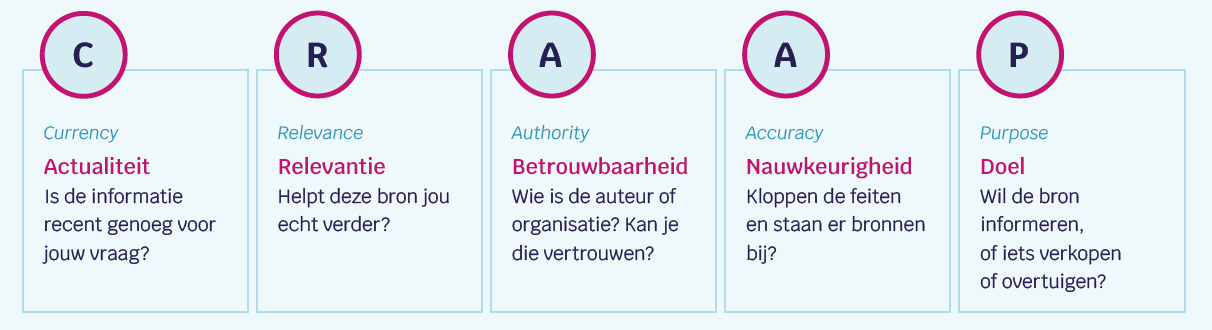 C
Currency
Actualiteit
Is de informatie
recent genoeg voor
jouw vraag?
R
Relevance
Relevantie
Helpt deze bron jou
echt verder?
A
Authority
Betrouwbaarheid
Wie is de auteur of
organisatie? Kan je
die vertrouwen?
A
Accuracy
Nauwkeurigheid
Kloppen de feiten
en staan er bronnen
bij?
P
Purpose
Doel
Wil de bron
informeren,
of iets verkopen
of overtuigen?